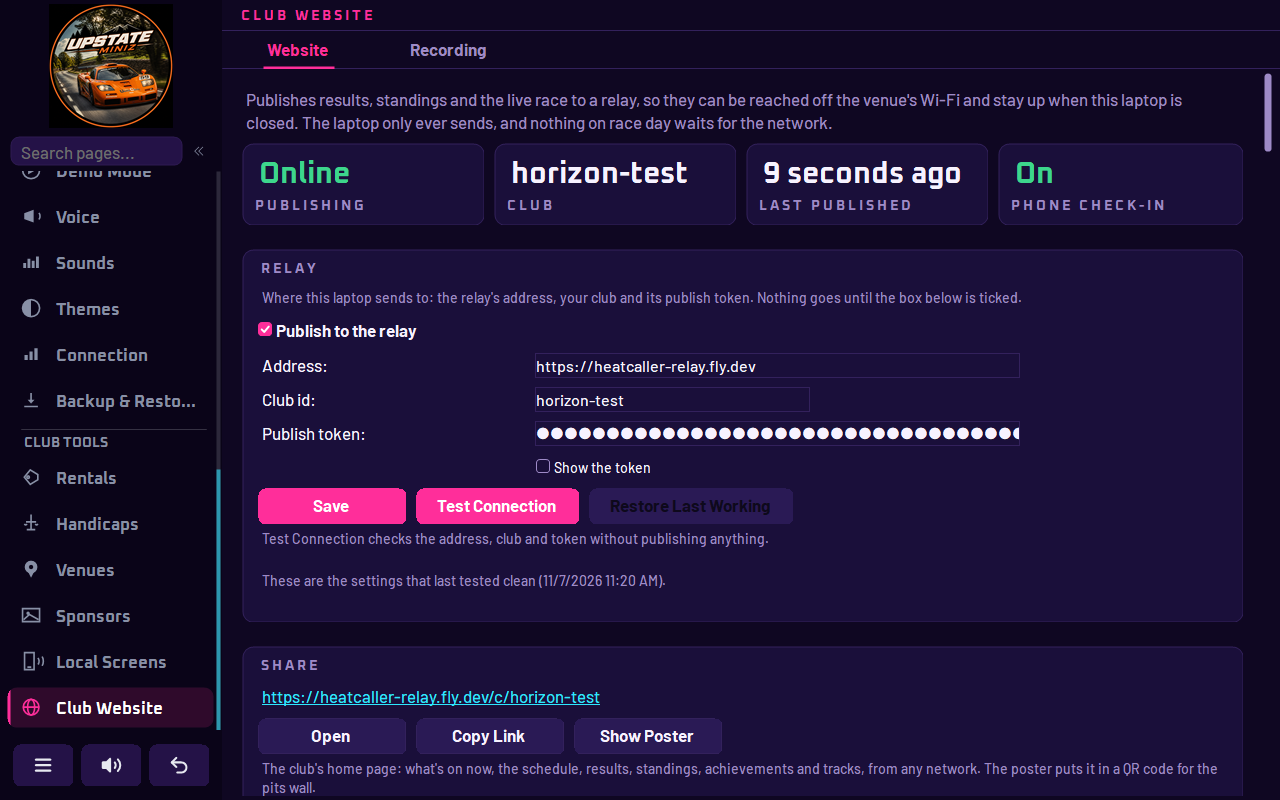 CLUB WEBSITE
UPSTATE
MINIZ
Website
Recording
Search pages...
«
Publishes results, standings and the live race to a relay, so they can be reached off the venue's Wi-Fi and stay up when this laptop is
closed. The laptop only ever sends, and nothing on race day waits for the network.
Demo Mode
Voice
Sounds
Themes
Connection
Backup & Resto...
CLUB TOOLS
Rentals
Handicaps
Venues
Sponsors
Local Screens
Club Website
Online
PUBLISHING
horizon-test
CLUB
9 seconds ago
LAST PUBLISHED
On
PHONE CHECK-IN
RELAY
Where this laptop sends to: the relay's address, your club and its publish token. Nothing goes until the box below is ticked.
Publish to the relay
Address:
https://heatcaller-relay.fly.dev
Club id:
horizon-test
Publish token:
Show the token
Save
Test Connection
Restore Last Working
Test Connection checks the address, club and token without publishing anything.
These are the settings that last tested clean (11/7/2026 11:20 AM).
SHARE
https://heatcaller-relay.fly.dev/c/horizon-test
Open
Copy Link
Show Poster
The club's home page: what's on now, the schedule, results, standings, achievements and tracks, from any network. The poster puts it in a QR code for the
pits wall.